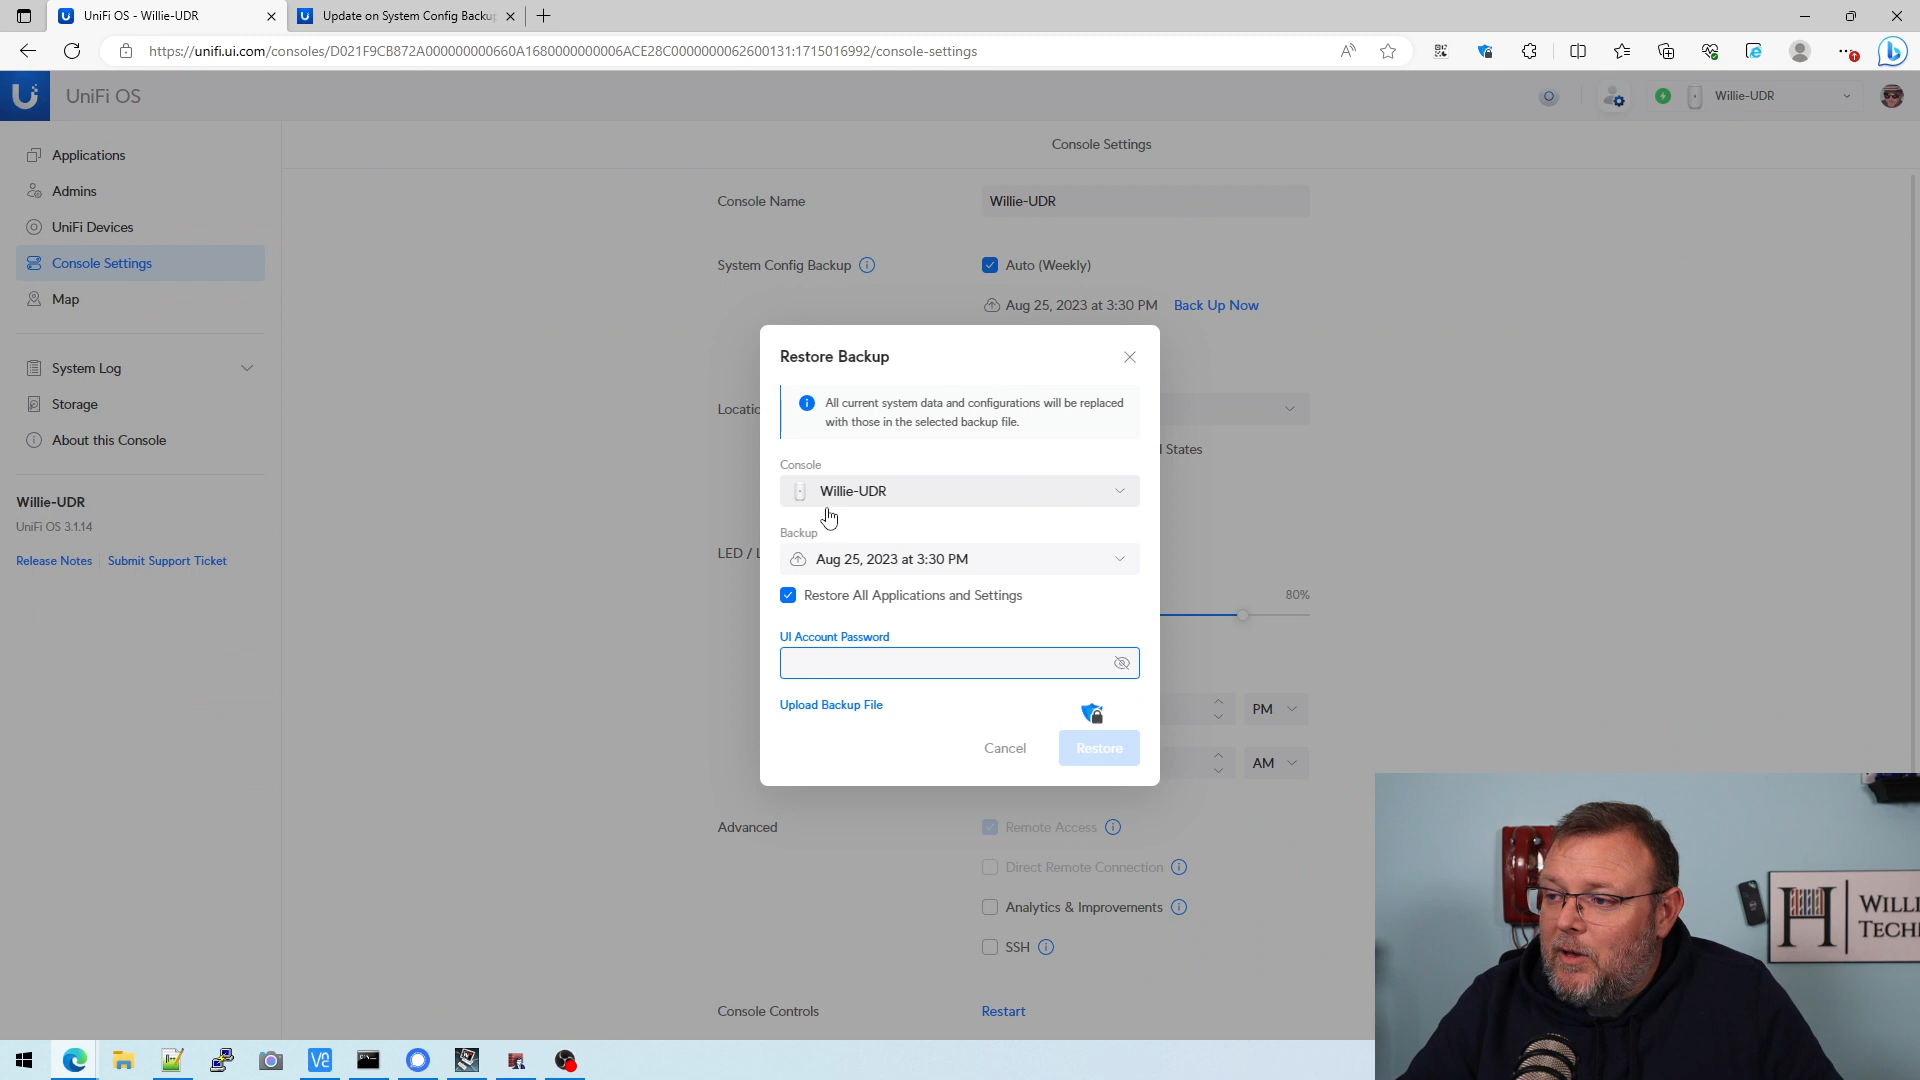 UniFi OS - Willie-UDR
Update on System Config Backup
https://unifi.ui.com/consoles/D021F9CB872A000000000660A1680000000006ACE28C0000000062600131:1715016992/console-settings
UniFi OS
Willie-UDR
Applications
Admins
UniFi Devices
Console Settings
Map
System Log
Storage
About this Console
Willie-UDR
UniFi OS 3.1.14
Release Notes
Submit Support Ticket
Console Settings
Console Name
Willie-UDR
System Config Backup
Auto (Weekly)
Aug 25, 2023 at 3:30 PM
Back Up Now
Restore Backup
All current system data and configurations will be replaced
with those in the selected backup file.
Console
Willie-UDR
Backup
Aug 25, 2023 at 3:30 PM
Restore All Applications and Settings
UI Account Password
Upload Backup File
Cancel
Restore
Locatio
States
LED / L
80%
PM
AM
Advanced
Remote Access
Direct Remote Connection
Analytics & Improvements
SSH
Console Controls
Restart
H
WILLI
TECH